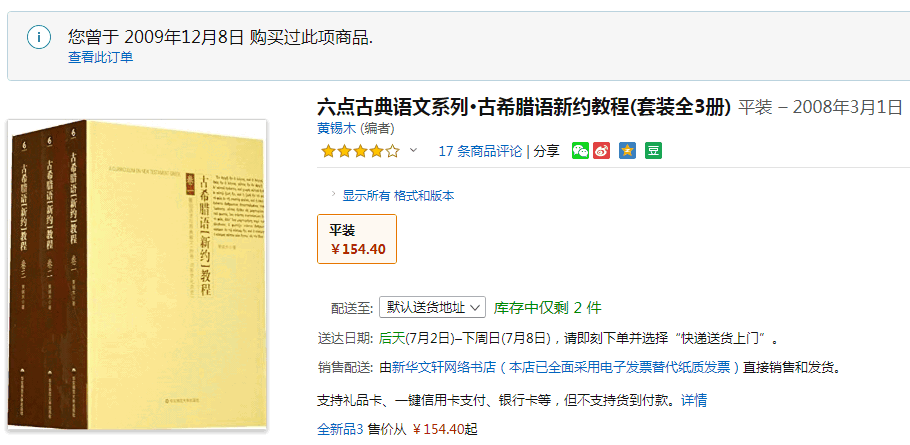 您曾于 2009年12月8日 购买过此项商品.
查看此订单
六点古典语文系列•古希腊语新约教程(套装全3册) 平装 – 2008年3月1日
黄锡木 (编者)
17 条商品评论 | 分享
豆
显示所有 格式和版本
平装
￥154.40
配送至: 默认送货地址 库存中仅剩 2 件
送达日期: 后天(7月2日)–下周日(7月8日)，请即刻下单并选择“快递送货上门”。
销售配送: 由新华文轩网络书店（本店已全面采用电子发票替代纸质发票）直接销售和发货。
支持礼品卡、一键信用卡支付、银行卡等，但不支持货到付款。 详情
全新品3 售价从 ￥154.40起
古希腊语[新约]教程 卷三
古希腊语[新约]教程 卷二
古希腊语[新约]教程 卷一
卷一 古希腊语[新约]教程